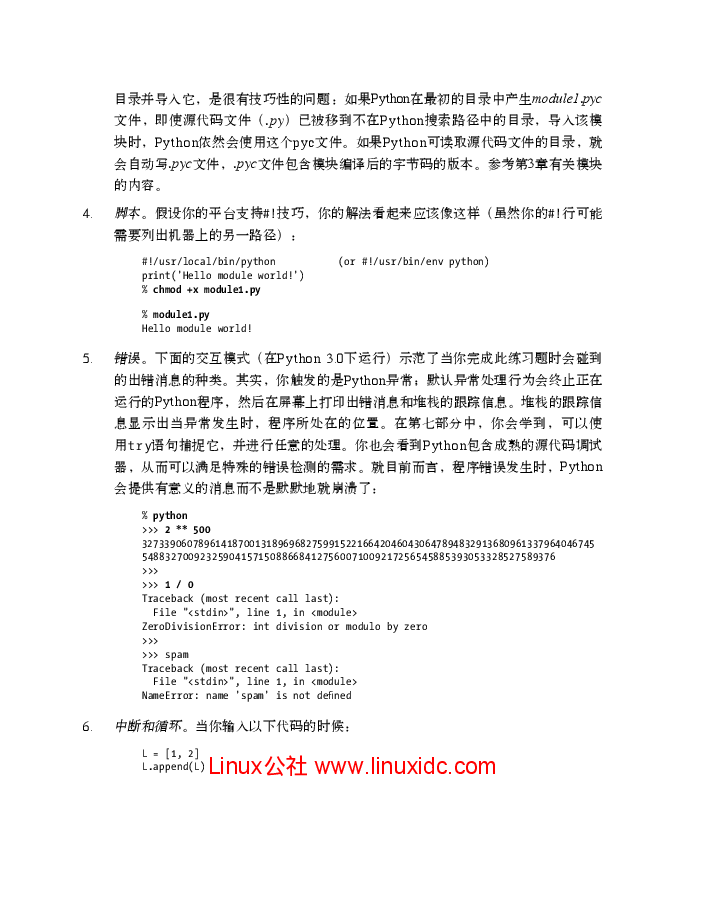 目录并导入它，是很有技巧性的问题：如果Python在最初的目录中产生module1.pyc
文件，即使源代码文件（.py）已被移到不在Python搜索路径中的目录，导入该模
块时，Python依然会使用这个pyc文件。如果Python可读取源代码文件的目录，就
会自动写.pyc文件，.pyc文件包含模块编译后的字节码的版本。参考第3章有关模块
的内容。
4. 脚本。假设你的平台支持#!技巧，你的解法看起来应该像这样（虽然你的#!行可能
需要列出机器上的另一路径）：
#!/usr/local/bin/python (or #!/usr/bin/env python)
print('Hello module world!')
% chmod +x module1.py
% module1.py
Hello module world!
5. 错误。下面的交互模式（在Python 3.0下运行）示范了当你完成此练习题时会碰到
的出错消息的种类。其实，你触发的是Python异常；默认异常处理行为会终止正在
运行的Python程序，然后在屏幕上打印出错消息和堆栈的跟踪信息。堆栈的跟踪信
息显示出当异常发生时，程序所处在的位置。在第七部分中，你会学到，可以使
用try语句捕捉它，并进行任意的处理。你也会看到Python包含成熟的源代码调试
器，从而可以满足特殊的错误检测的需求。就目前而言，程序错误发生时，Python
会提供有意义的消息而不是默默地就崩溃了：
% python
>>> 2 ** 500
32733906078961418700131896968275991522166420460430647894832913680961337964046745
54883270092325904157150886684127560071009217256545885393053328527589376
>>>
>>> 1 / 0
Traceback (most recent call last):
File "<stdin>", line 1, in <module>
ZeroDivisionError: int division or modulo by zero
>>>
>>> spam
Traceback (most recent call last):
File "<stdin>", line 1, in <module>
NameError: name 'spam' is not defined
6. 中断和循环。当你输入以下代码的时候：
L = [1, 2]
L.append(L)
Linux公社 www.linuxidc.com